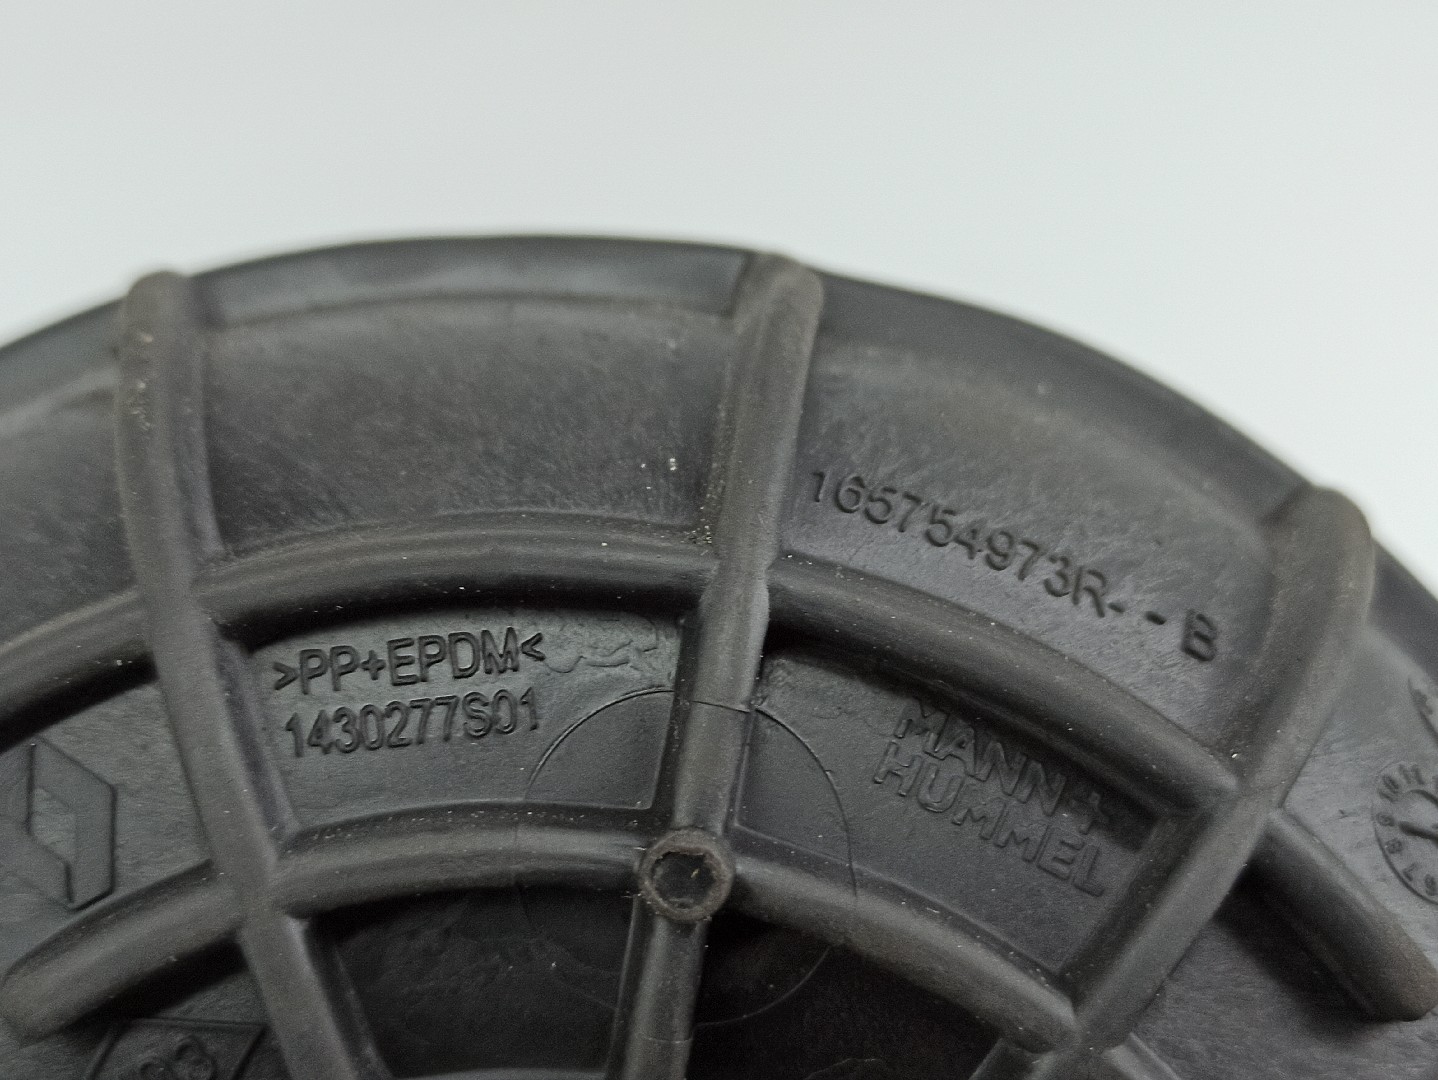 165754973R- - B
>PP+EPDM<
1430277S01
MANN+
HUMMEL